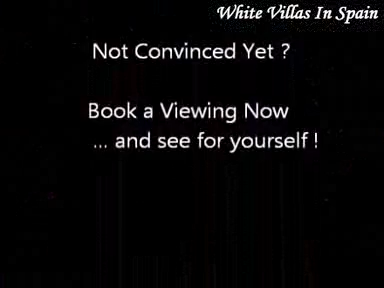 White Villas In Spain
Not Convinced Yet ?
Book a Viewing Now
... and see for yourself !